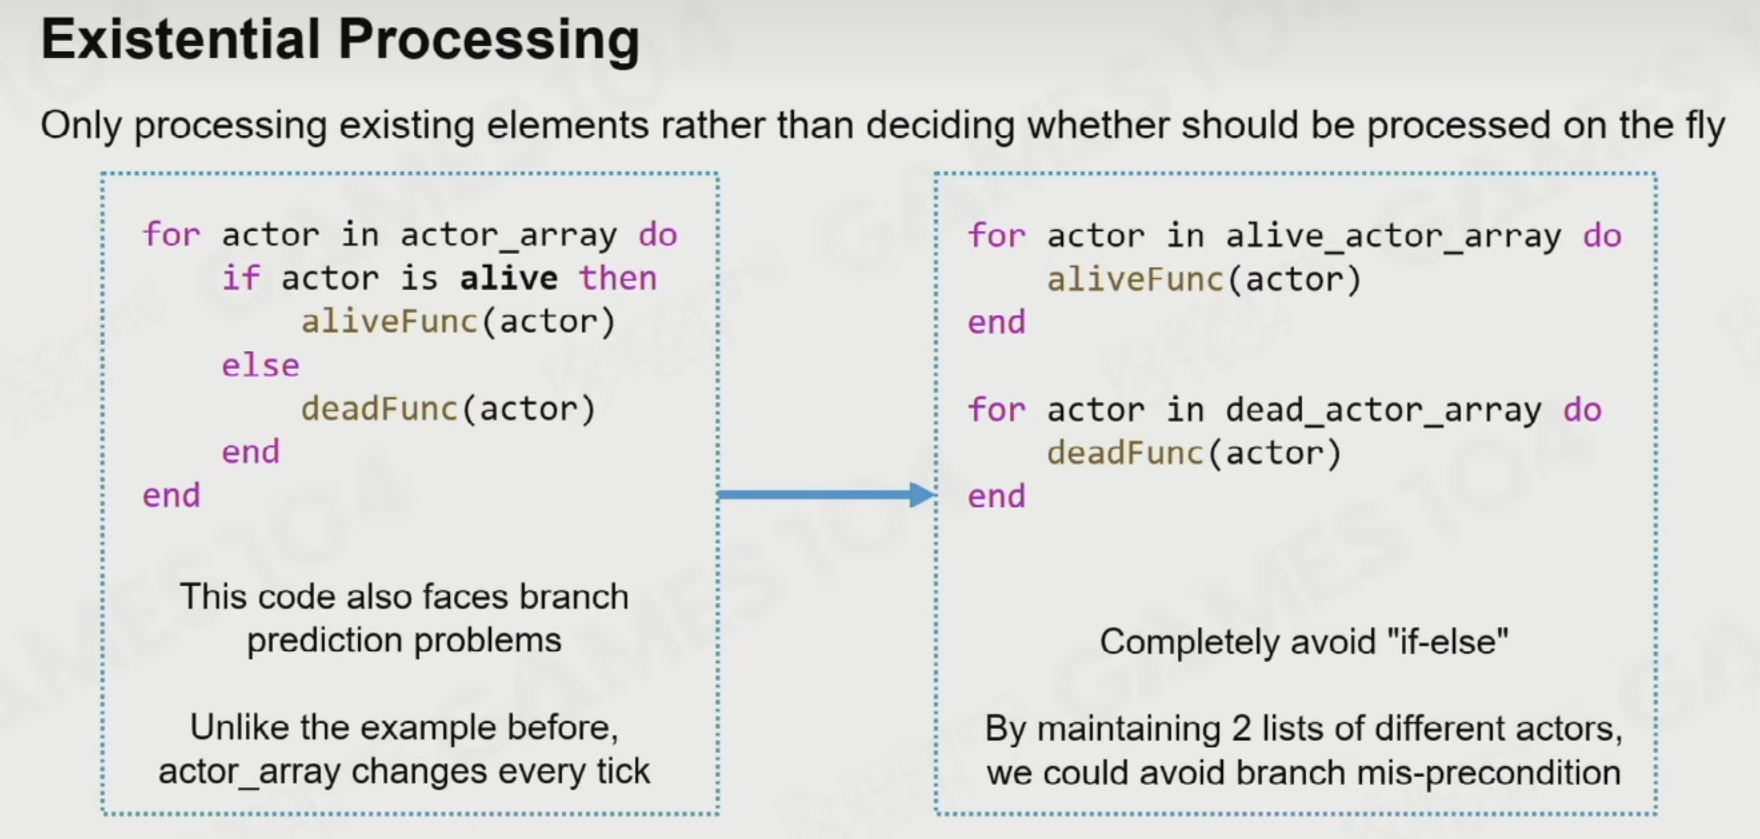 Existential Processing
Only processing existing elements rather than deciding whether should be processed on the fly
for actor in actor_array do
if actor is alive then
aliveFunc(actor)
else
deadFunc(actor)
end
end
This code also faces branch
prediction problems
Unlike the example before,
actor_array changes every tick
for actor in alive_actor_array do
aliveFunc(actor)
end
for actor in dead_actor_array do
deadFunc(actor)
end
Completely avoid "if-else"
By maintaining 2 lists of different actors,
we could avoid branch mis-precondition
GAMES104